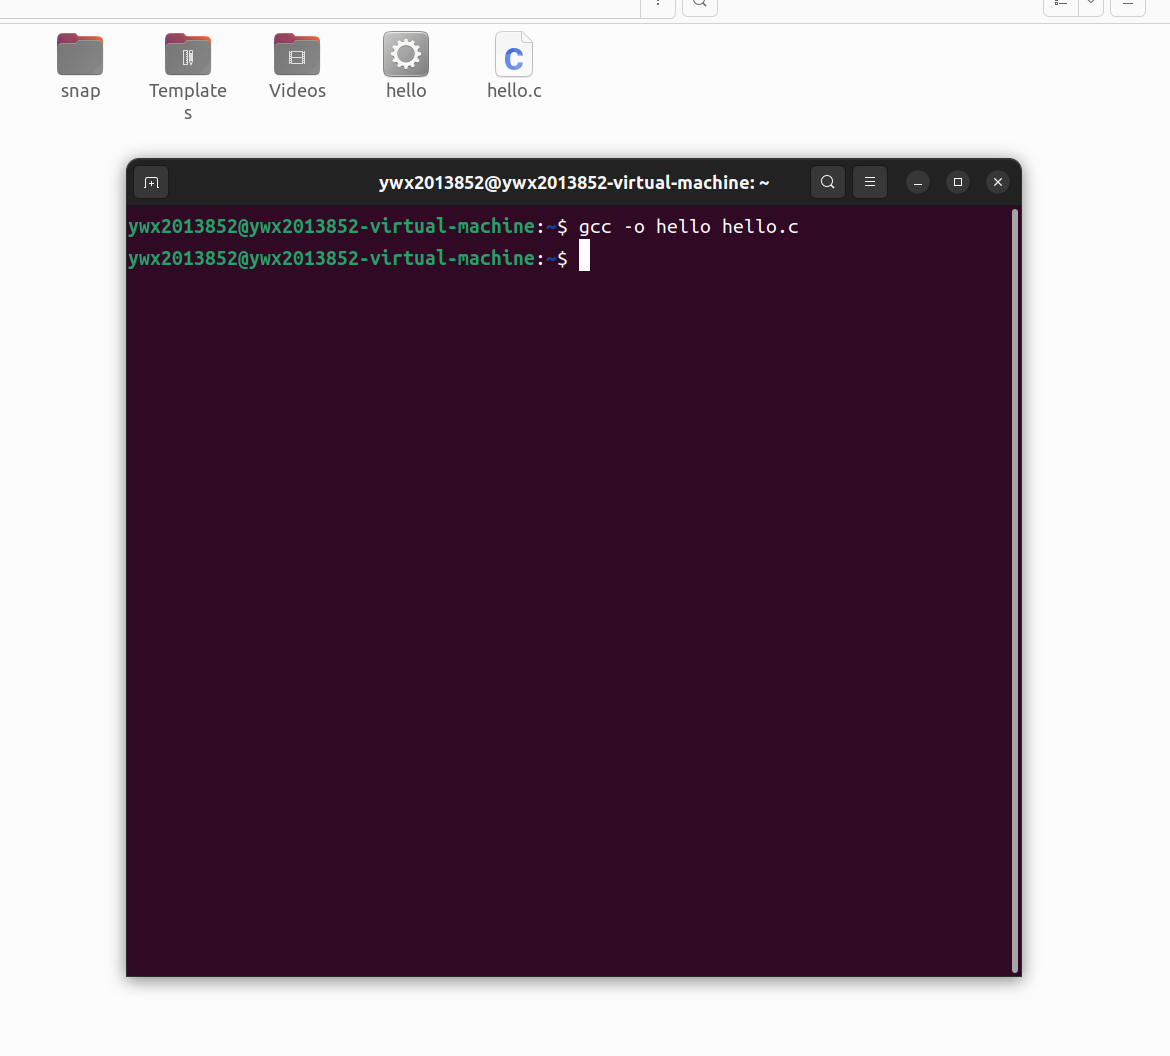 snap
Template
s
Videos
hello
hello.c
ywx2013852@ywx2013852-virtual-machine: ~
ywx2013852@ywx2013852-virtual-machine:~$ gcc -o hello hello.c
ywx2013852@ywx2013852-virtual-machine:~$